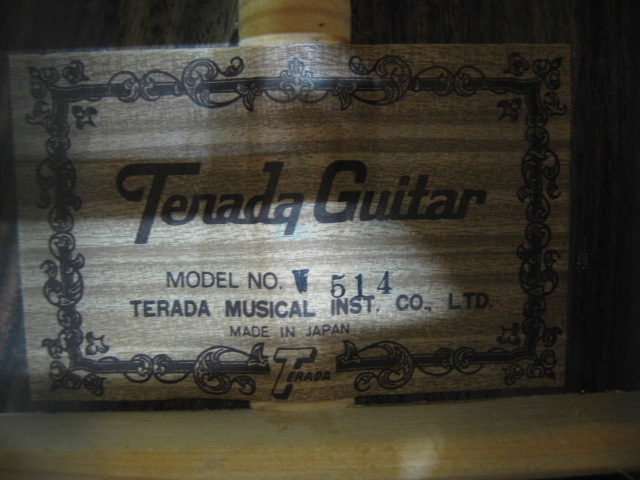 Terada Guitar
MODEL NO. W 514
TERADA MUSICAL INST. CO., LTD.
MADE IN JAPAN
TERADA